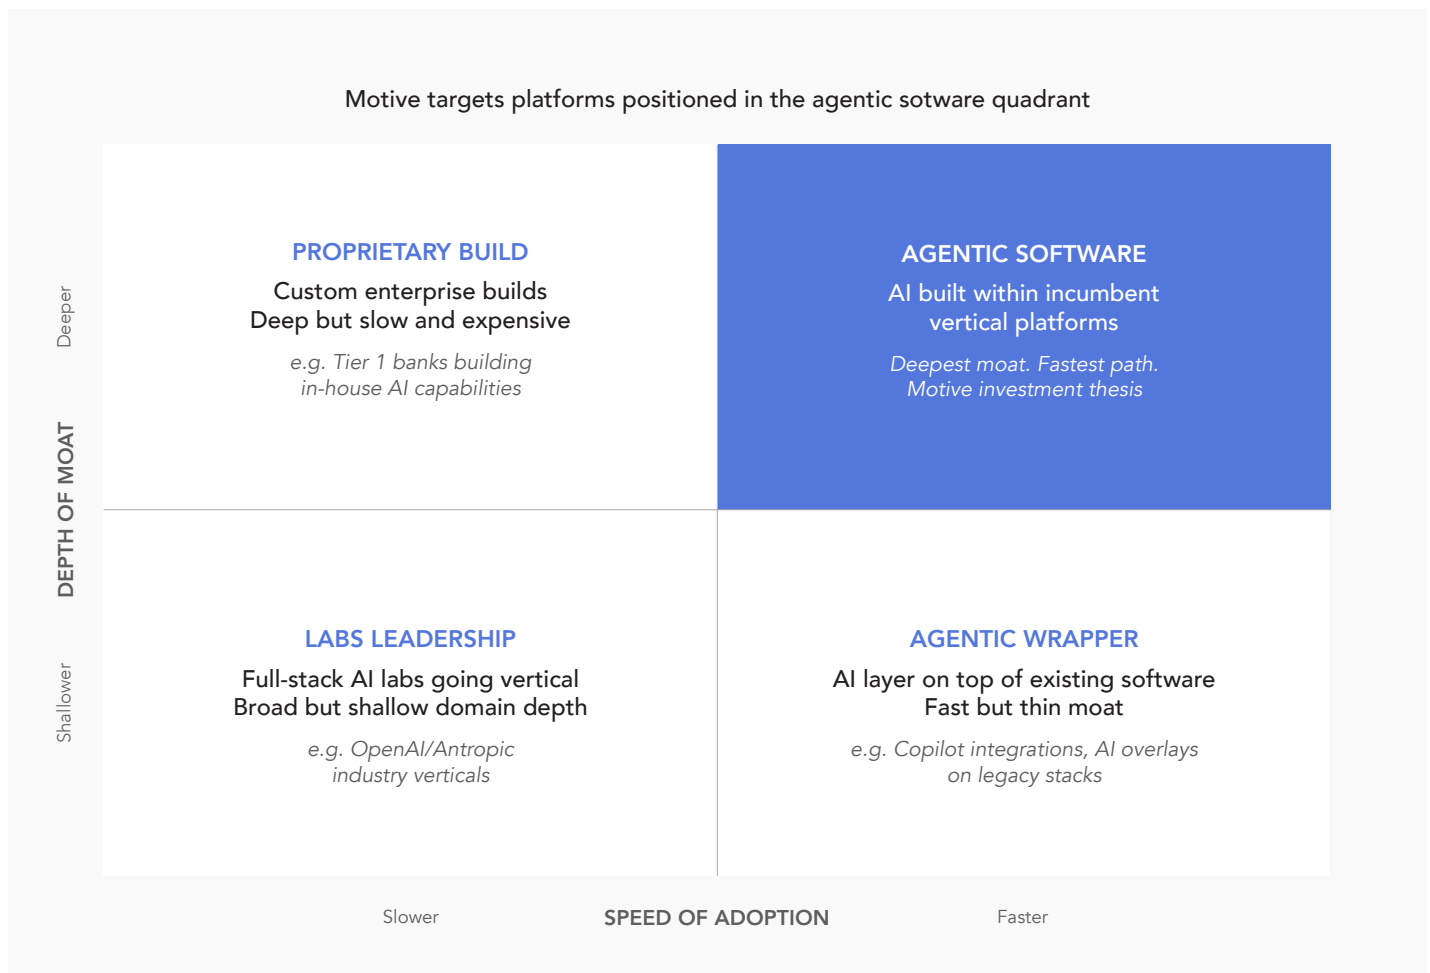 Motive targets platforms positioned in the agentic sotware quadrant
PROPRIETARY BUILD
Custom enterprise builds
Deep but slow and expensive
e.g. Tier 1 banks building
in-house AI capabilities
AGENTIC SOFTWARE
AI built within incumbent
vertical platforms
Deepest moat. Fastest path.
Motive investment thesis
Deeper
DEPTH OF MOAT
Shallower
LABS LEADERSHIP
Full-stack AI labs going vertical
Broad but shallow domain depth
e.g. OpenAI/Antropic
industry verticals
AGENTIC WRAPPER
AI layer on top of existing software
Fast but thin moat
e.g. Copilot integrations, AI overlays
on legacy stacks
Slower
SPEED OF ADOPTION
Faster